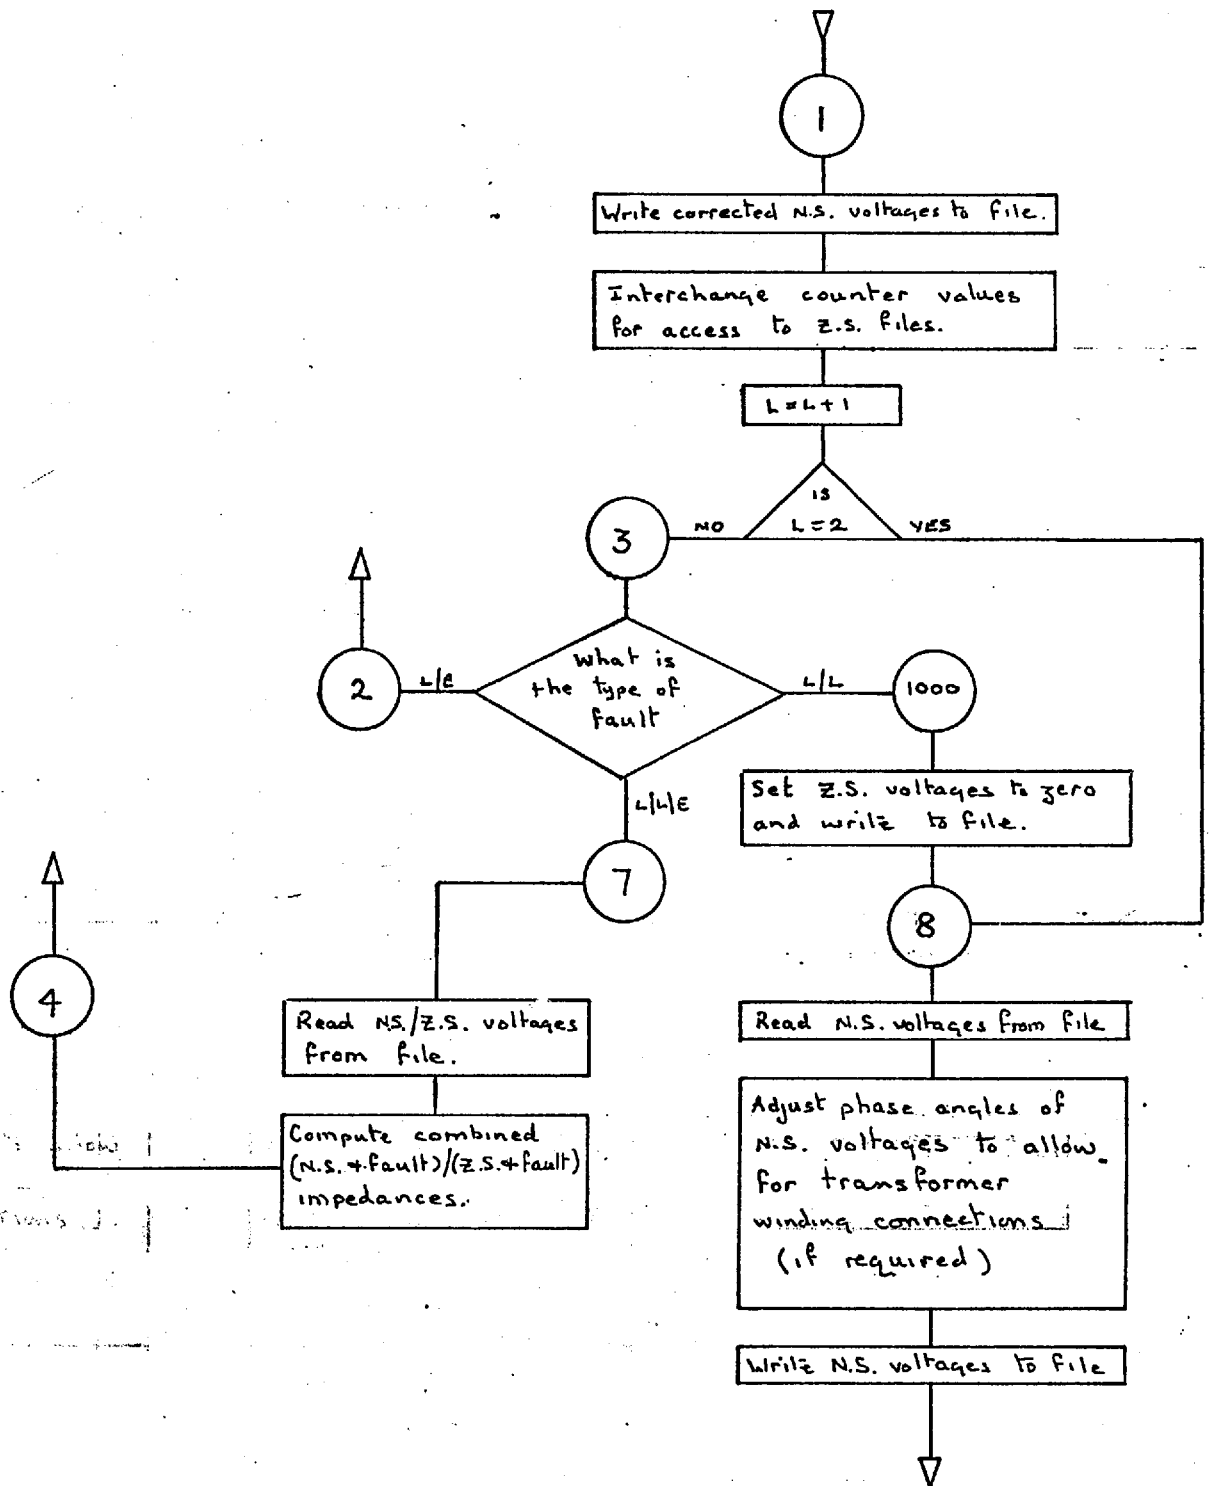 1
Write corrected N.S. voltages to file.
Interchange counter values
for access to Z.S. files.
L=L+1
IS
L=2
NO
YES
3
What is
the type of
fault
L/E
2
L/L
1000
Set Z.S. voltages to zero
and write to file.
L/L/E
7
8
4
Read N.S./Z.S. voltages
from file.
Compute combined
(N.S.+fault)/(Z.S.+fault)
impedances.
Read N.S. voltages from file
Adjust phase angles of
N.S. voltages to allow
for transformer
winding connections
(if required)
Write N.S. voltages to file